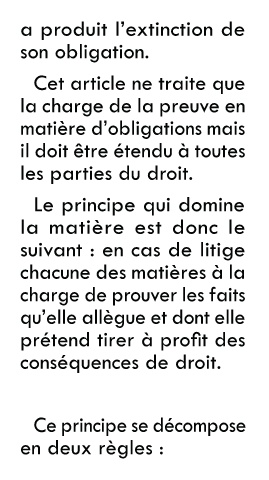 a produit l'extinction de
son obligation.
Cet article ne traite que
la charge de la preuve en
matière d'obligations mais
il doit être étendu à toutes
les parties du droit.
Le principe qui domine
la matière est donc le
suivant : en cas de litige
chacune des matières à la
charge de prouver les faits
qu'elle allègue et dont elle
prétend tirer à profit des
conséquences de droit.
Ce principe se décompose
en deux règles :